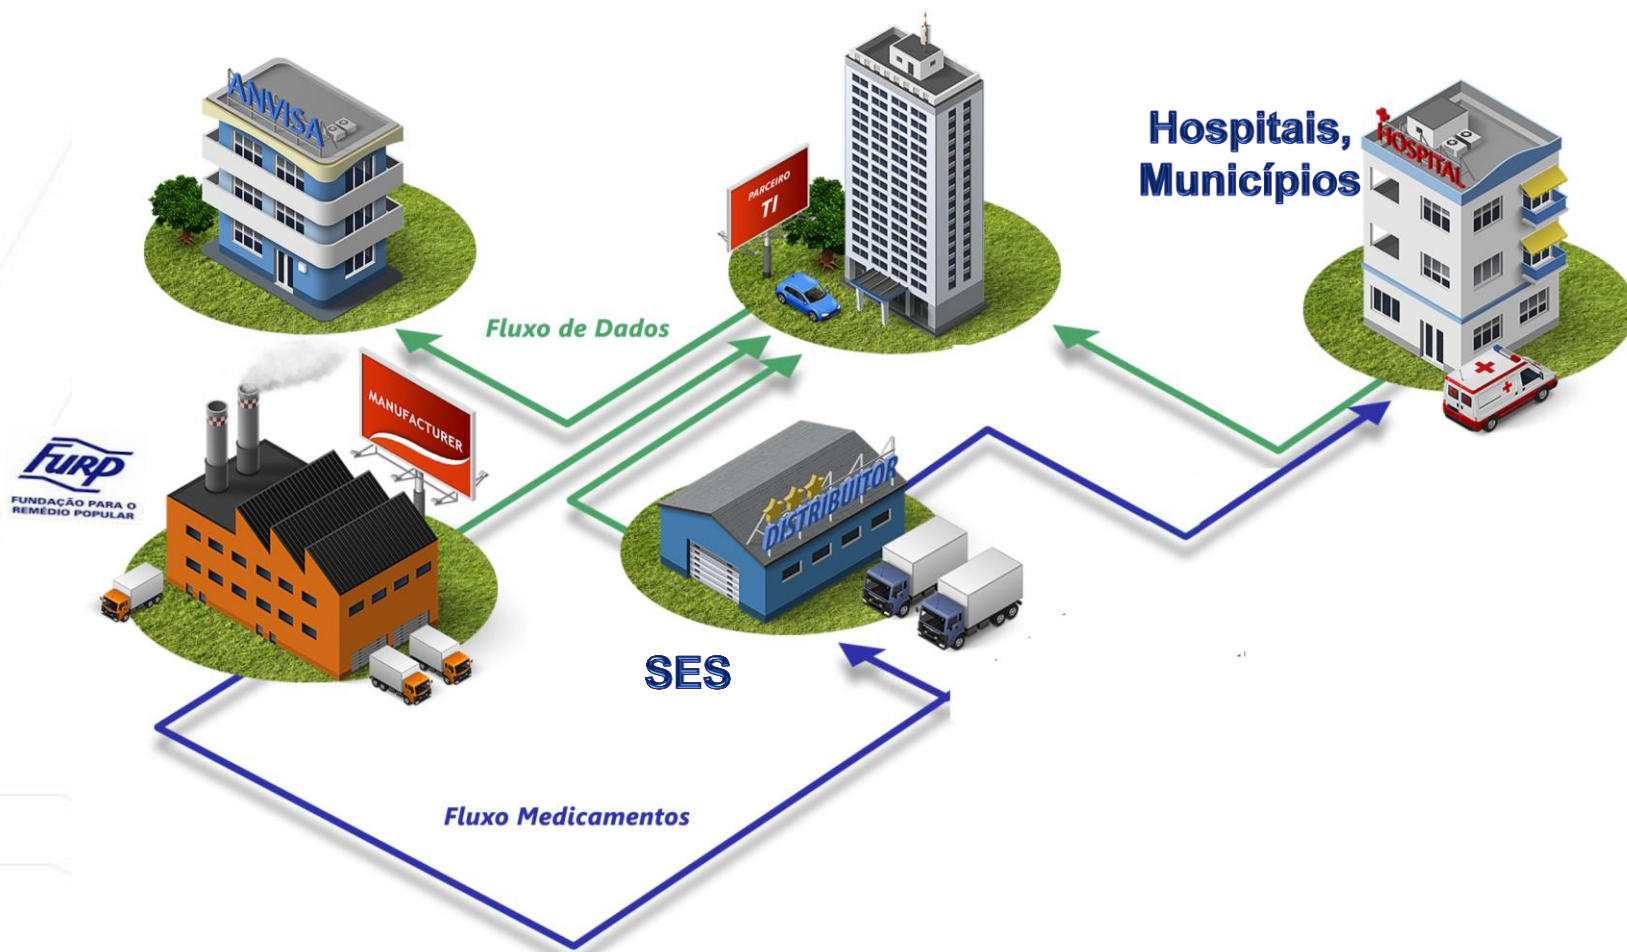 ANVISA
PARCEIRO
TI
Hospitais,
Municípios
HOSPITAL
Fluxo de Dados
MANUFACTURER
FURP
FUNDAÇÃO PARA O
REMÉDIO POPULAR
DISTRIBUITOR
SES
Fluxo Medicamentos